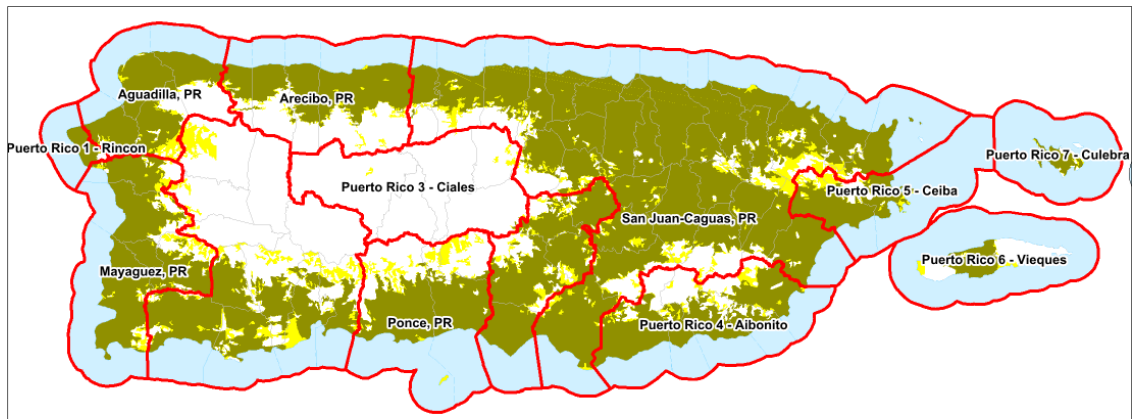 Aguadilla, PR
Arecibo, PR
Puerto Rico 1 - Rincon
Puerto Rico 7 - Culebra
Puerto Rico 3 - Ciales
Puerto Rico 5 - Ceiba
San Juan-Caguas, PR
Puerto Rico 6 - Vieques
Mayaguez, PR
Ponce, PR
Puerto Rico 4 - Aibonito